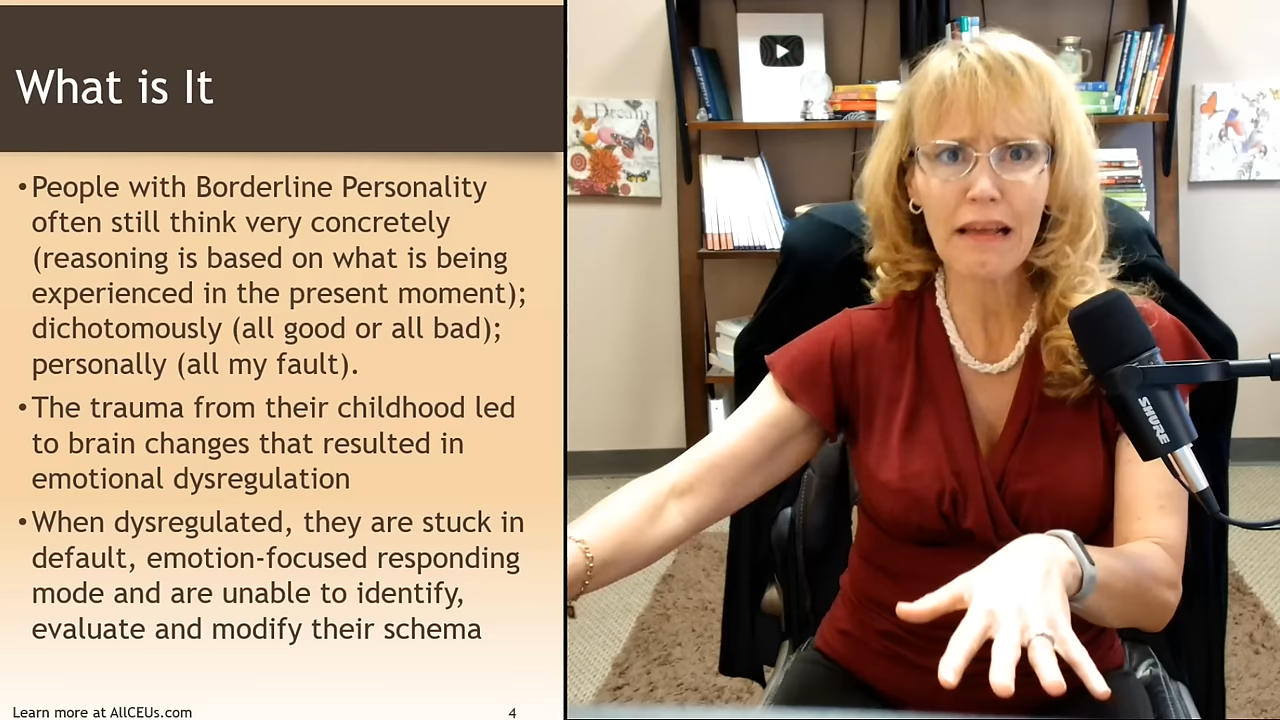 What is It
•People with Borderline Personality
often still think very concretely
(reasoning is based on what is being
experienced in the present moment);
dichotomously (all good or all bad);
personally (all my fault).
•The trauma from their childhood led
to brain changes that resulted in
emotional dysregulation
•When dysregulated, they are stuck in
default, emotion-focused responding
mode and are unable to identify,
evaluate and modify their schema
Learn more at AllCEUs.com
4
Dream
SHURE